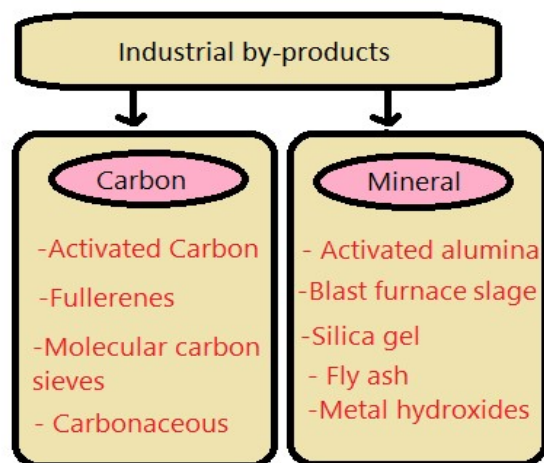 Industrial by-products
Carbon
-Activated Carbon
-Fullerenes
-Molecular carbon
sieves
- Carbonaceous
Mineral
- Activated alumina
-Blast furnace slage
-Silica gel
- Fly ash
-Metal hydroxides